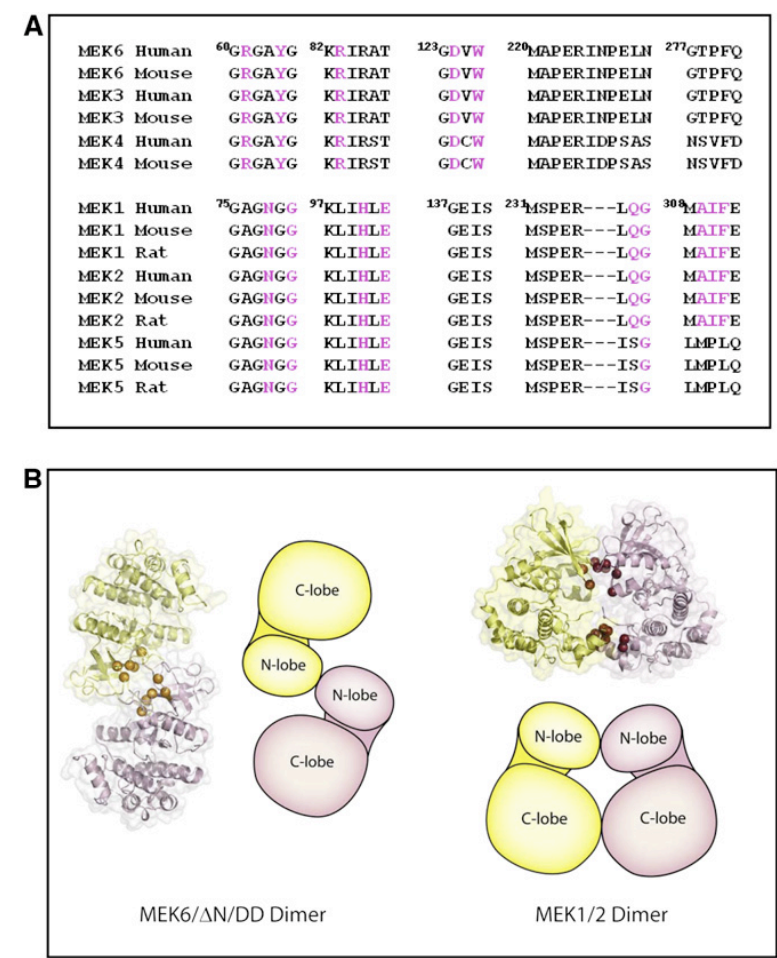 A
MEK6 Human 60GRGAYG 82KRIRAT 123GDVW 220MAPERINPELN 277GTPFQ
MEK6 Mouse GRGAYG KRIRAT GDVW MAPERINPELN GTPFQ
MEK3 Human GRGAYG KRIRAT GDVW MAPERINPELN GTPFQ
MEK3 Mouse GRGAYG KRIRAT GDVW MAPERINPELN GTPFQ
MEK4 Human GRGAYG KRIRST GDCW MAPERIDPSAS NSVFD
MEK4 Mouse GRGAYG KRIRST GDCW MAPERIDPSAS NSVFD
MEK1 Human 75GAGNGG 97KLIHLE 137GEIS 231MSPER---LQG 308MAIFE
MEK1 Mouse GAGNGG KLIHLE GEIS MSPER---LQG MAIFE
MEK1 Rat GAGNGG KLIHLE GEIS MSPER---LQG MAIFE
MEK2 Human GAGNGG KLIHLE GEIS MSPER---LQG MAIFE
MEK2 Mouse GAGNGG KLIHLE GEIS MSPER---LQG MAIFE
MEK2 Rat GAGNGG KLIHLE GEIS MSPER---LQG MAIFE
MEK5 Human GAGNGG KLIHLE GEIS MSPER---ISG LMPLQ
MEK5 Mouse GAGNGG KLIHLE GEIS MSPER---ISG LMPLQ
MEK5 Rat GAGNGG KLIHLE GEIS MSPER---ISG LMPLQ
B
C-lobe
N-lobe
N-lobe
C-lobe
MEK6/ΔN/DD Dimer
N-lobe N-lobe
C-lobe C-lobe
MEK1/2 Dimer